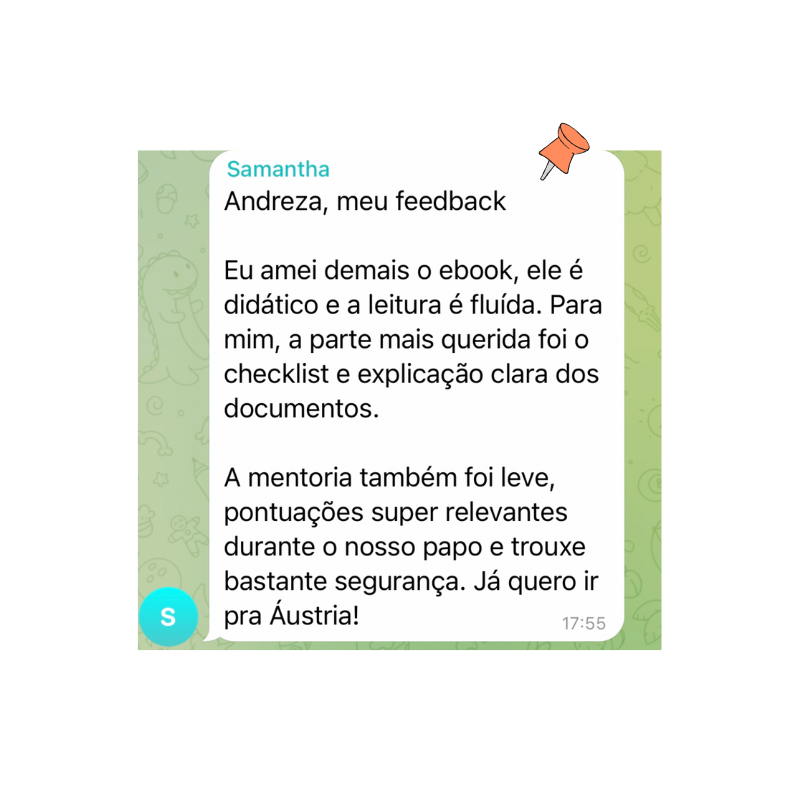 Samantha
Andreza, meu feedback
Eu amei demais o ebook, ele é
didático e a leitura é fluída. Para
mim, a parte mais querida foi o
checklist e explicação clara dos
documentos.
A mentoria também foi leve,
pontuações super relevantes
durante o nosso papo e trouxe
bastante segurança. Já quero ir
pra Áustria!
17:55
S